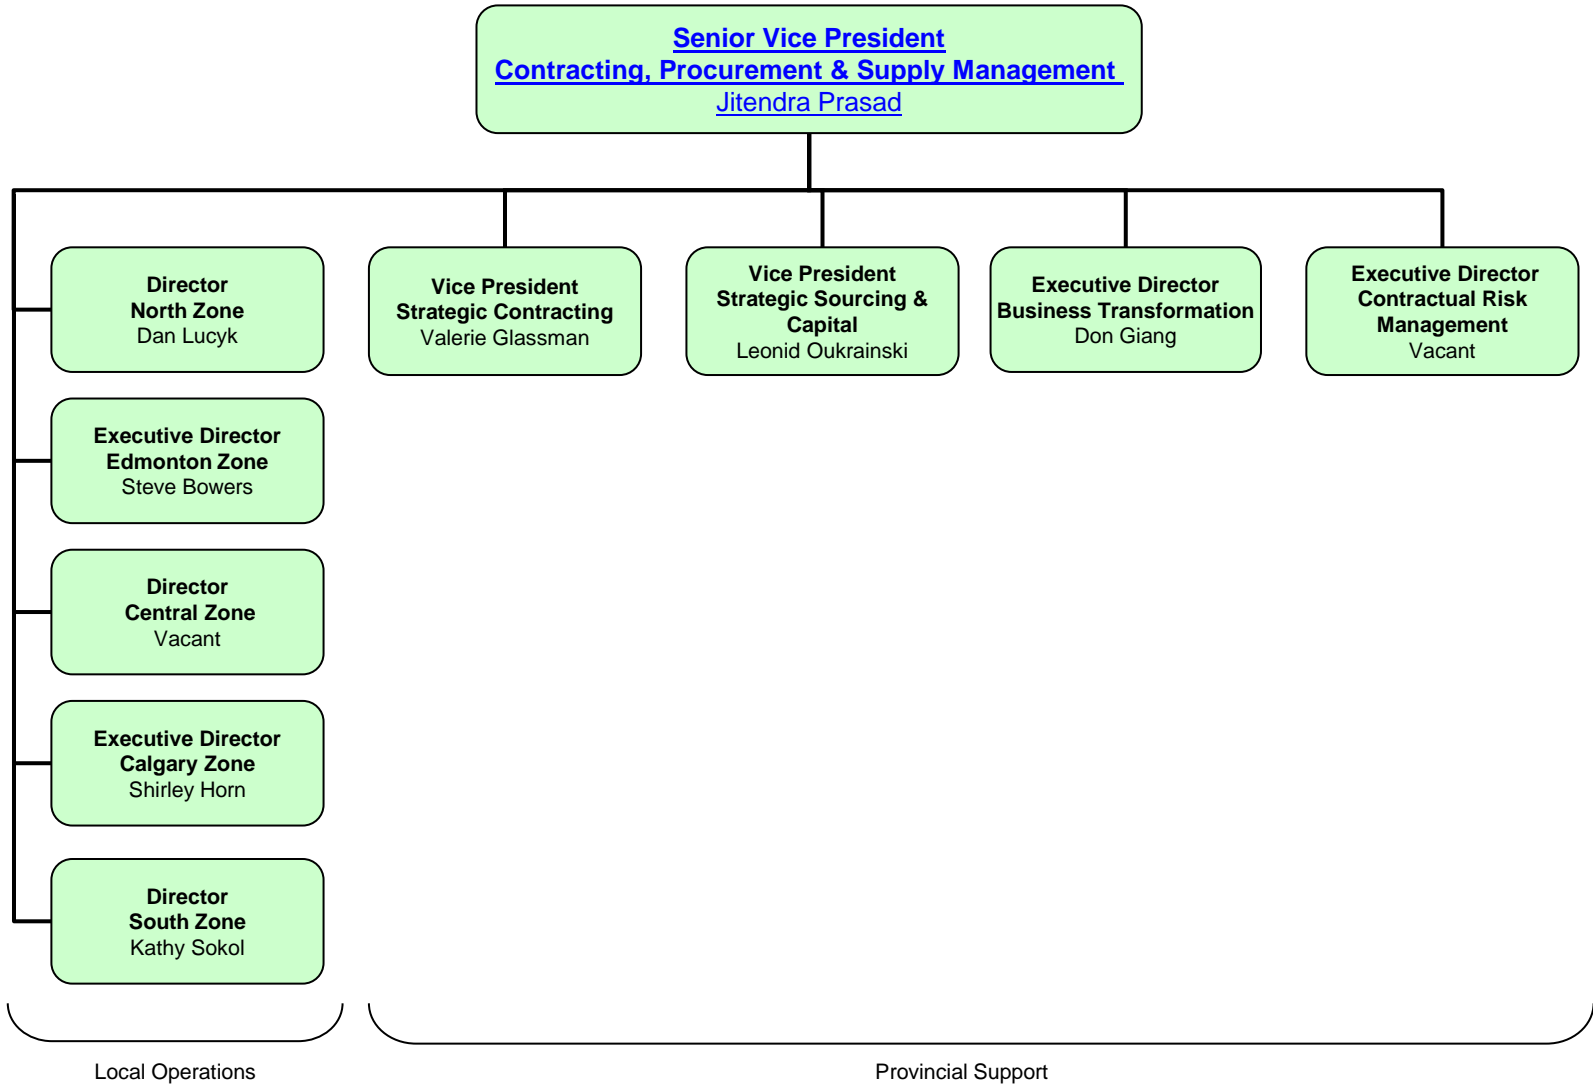 Senior Vice President
Contracting, Procurement & Supply Management
Jitendra Prasad
Director
North Zone
Dan Lucyk
Vice President
Strategic Contracting
Valerie Glassman
Vice President
Strategic Sourcing &
Capital
Leonid Oukrainski
Executive Director
Business Transformation
Don Giang
Executive Director
Contractual Risk
Management
Vacant
Executive Director
Edmonton Zone
Steve Bowers
Director
Central Zone
Vacant
Executive Director
Calgary Zone
Shirley Horn
Director
South Zone
Kathy Sokol
Local Operations
Provincial Support